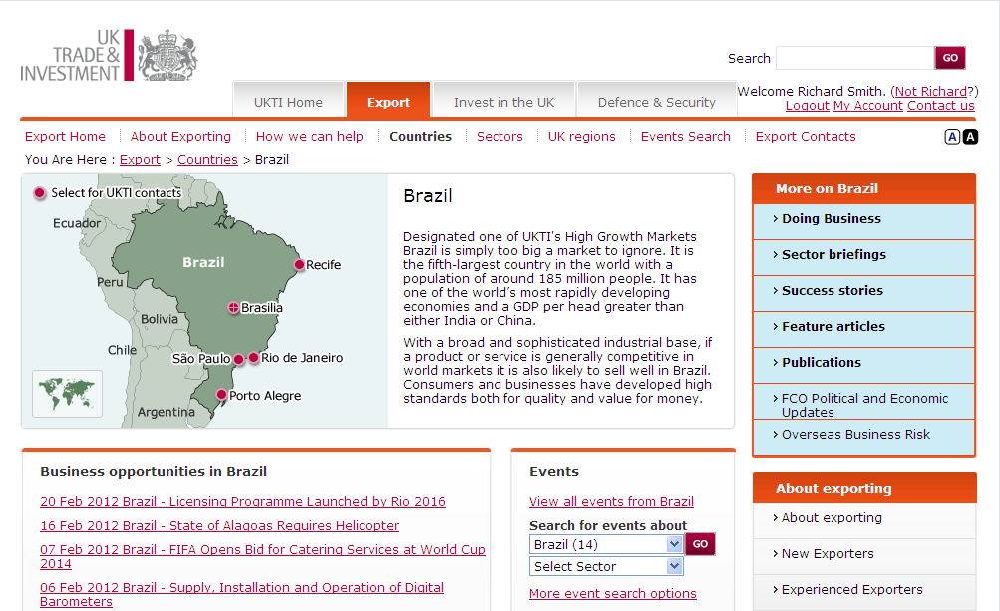 UK
TRADE &
INVESTMENT
Search
GO
Welcome Richard Smith. (Not Richard?)
Logout My Account Contact us
UKTI Home
Export
Invest in the UK
Defence & Security
Export Home
About Exporting
How we can help
Countries
Sectors
UK regions
Events Search
Export Contacts
A A
You Are Here : Export > Countries > Brazil
Select for UKTI contacts
Ecuador
Brazil
Recife
Peru
Brasilia
Bolivia
Chile
São Paulo
Rio de Janeiro
Porto Alegre
Argentina
Brazil
Designated one of UKTI's High Growth Markets
Brazil is simply too big a market to ignore. It is
the fifth-largest country in the world with a
population of around 185 million people. It has
one of the world's most rapidly developing
economies and a GDP per head greater than
either India or China.
With a broad and sophisticated industrial base, if
a product or service is generally competitive in
world markets it is also likely to sell well in Brazil.
Consumers and businesses have developed high
standards both for quality and value for money.
More on Brazil
› Doing Business
› Sector briefings
› Success stories
› Feature articles
› Publications
› FCO Political and Economic
Updates
› Overseas Business Risk
Business opportunities in Brazil
20 Feb 2012 Brazil - Licensing Programme Launched by Rio 2016
16 Feb 2012 Brazil - State of Alagoas Requires Helicopter
07 Feb 2012 Brazil - FIFA Opens Bid for Catering Services at World Cup
2014
06 Feb 2012 Brazil - Supply, Installation and Operation of Digital
Barometers
Events
View all events from Brazil
Search for events about
Brazil (14)
GO
Select Sector
More event search options
About exporting
› About exporting
› New Exporters
› Experienced Exporters